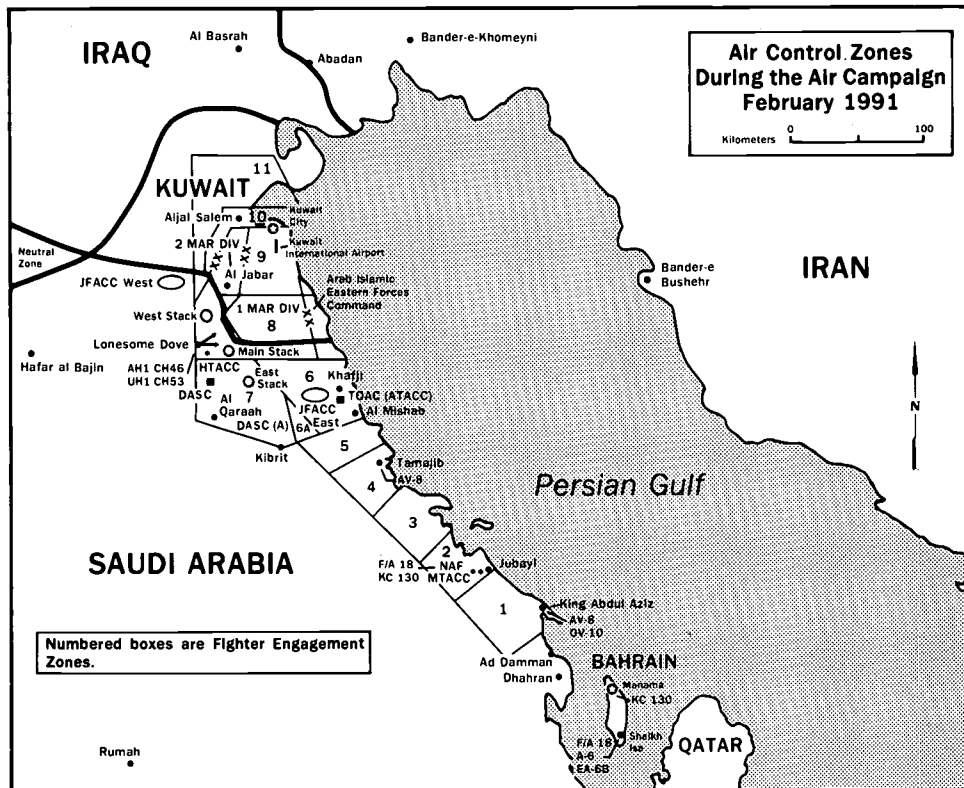 IRAQ
Al Basrah
Abadan
Bander-e-Khomeyni
Air Control Zones
During the Air Campaign
February 1991
Kilometers 0 100
11
KUWAIT
Aljal Salem
10
Kuwait
City
2 MAR DIV
XX
XX
Kuwait
International Airport
9
Neutral
Zone
JFACC West
Al Jabar
Arab Islamic
Eastern Forces
Command
1 MAR DIV
XX
8
West Stack
Bander-e
Bushehr
IRAN
Lonesome Dove
Main Stack
Hafar al Bajin
AH1 CH46
UH1 CH53
HTACC
East
Stack
7
6
Khafji
DASC
TOAC (ATACC)
JFACC
East
Al Mishab
Al
Qaraah
DASC (A)
6A
Kibrit
5
N
Tamajib
AV-8
4
Persian Gulf
3
SAUDI ARABIA
2
F/A 18
KC 130
NAF
MTACC
Jubayl
1
King Abdul Aziz
AV-8
OV-10
Numbered boxes are Fighter Engagement
Zones.
Ad Damman
Dhahran
BAHRAIN
Manama
KC 130
F/A 18
A-6
EA-6B
Sheikh
Isa
QATAR
Rumah